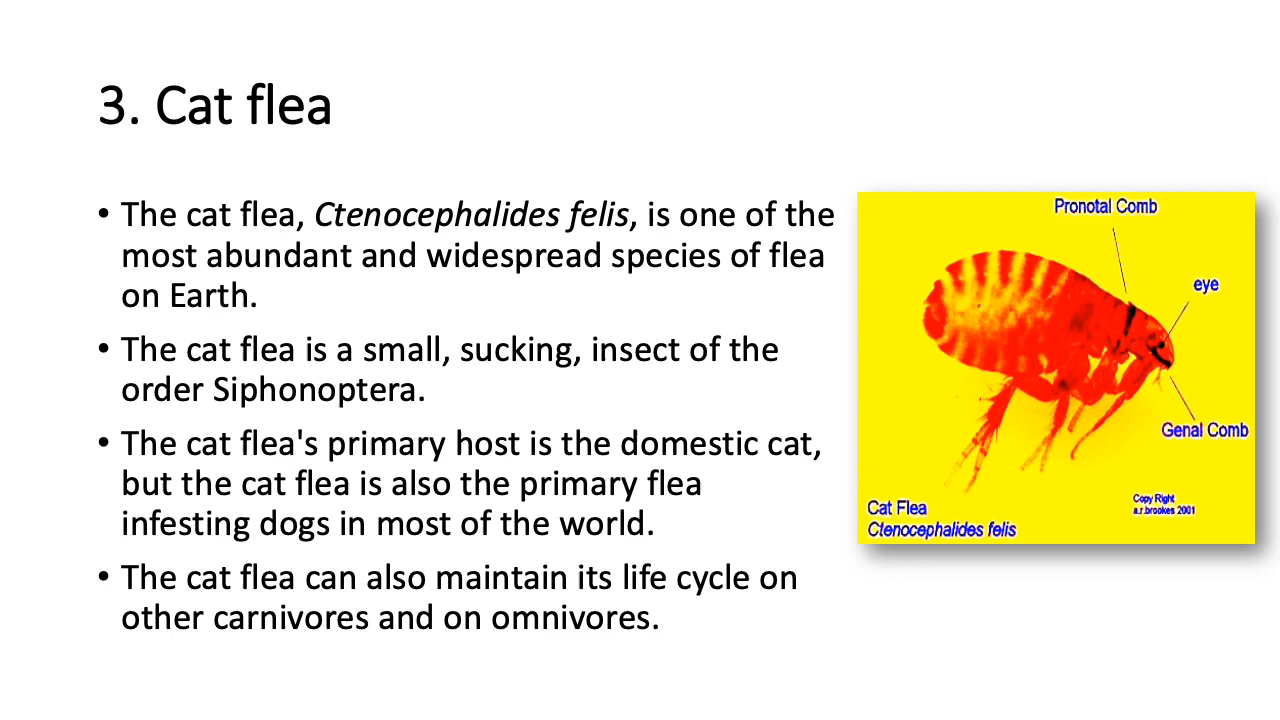 3. Cat flea
• The cat flea, Ctenocephalides felis, is one of the
most abundant and widespread species of flea
on Earth.
• The cat flea is a small, sucking, insect of the
order Siphonoptera.
• The cat flea's primary host is the domestic cat,
but the cat flea is also the primary flea
infesting dogs in most of the world.
• The cat flea can also maintain its life cycle on
other carnivores and on omnivores.
Pronotal Comb
eye
Genal Comb
Cat Flea
Ctenocephalides felis
Copy Right
a.r.brookes 2001